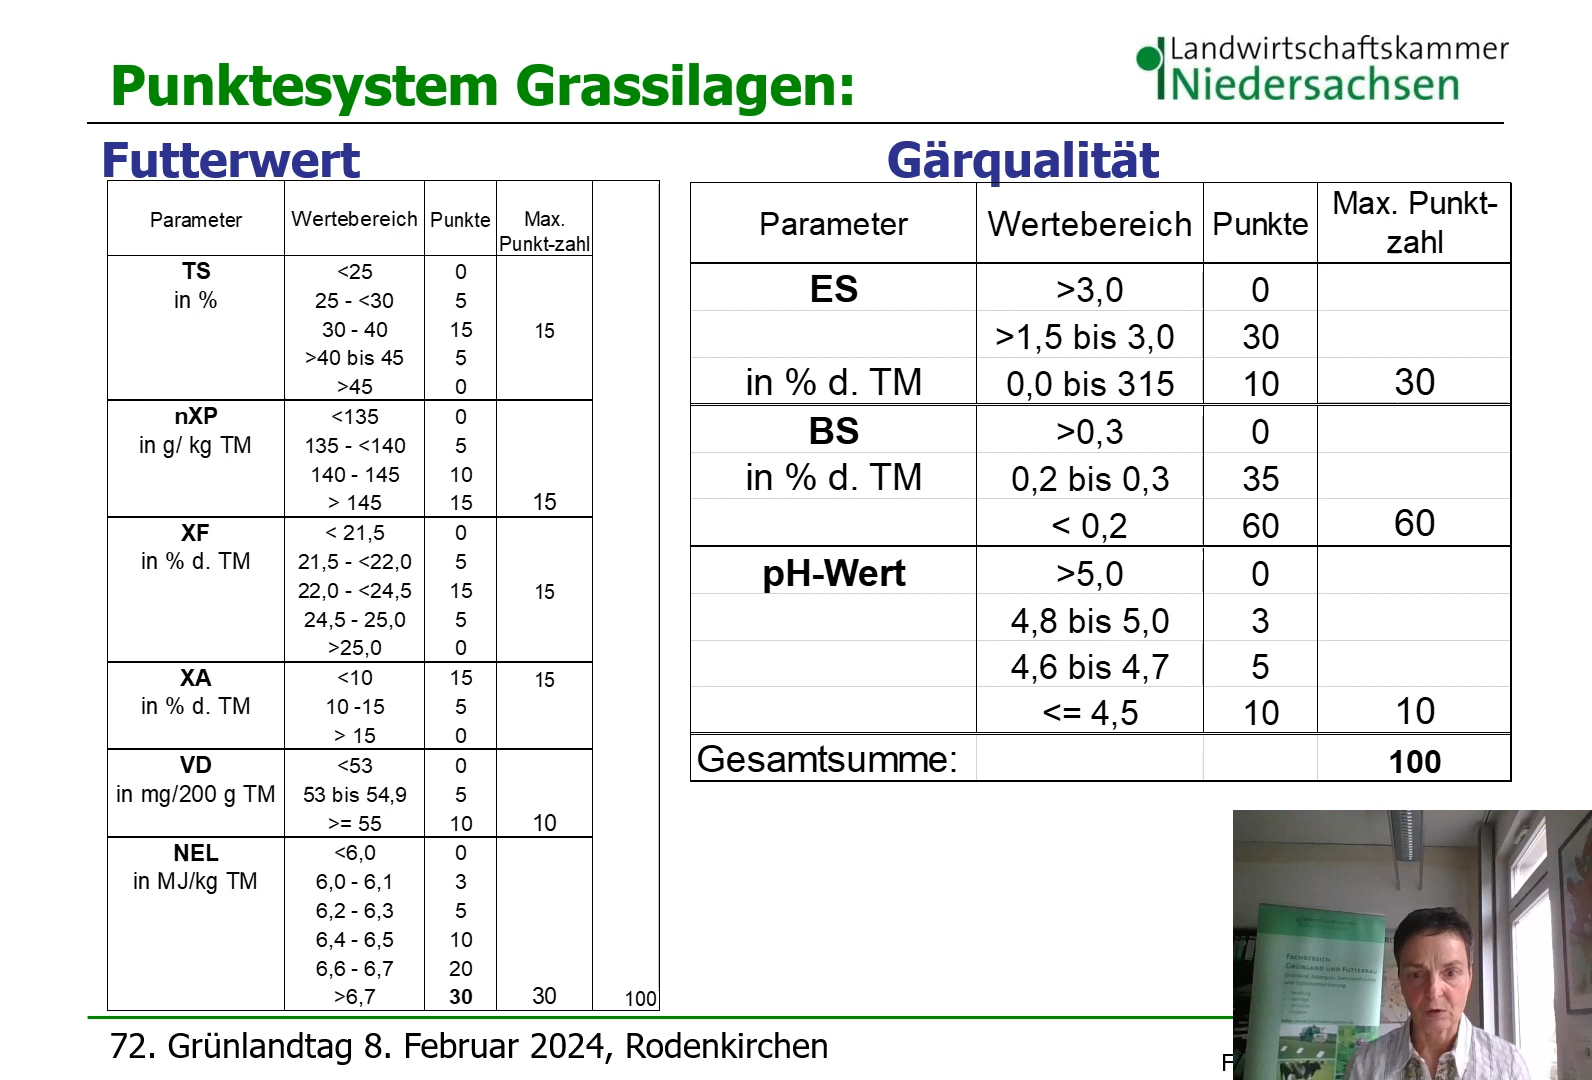 Punktesystem Grassilagen:
Landwirtschaftskammer
Niedersachsen
Futterwert
Parameter Wertebereich Punkte Max. Punkt-zahl
TS <25 0
in % 25 - <30 5
30 - 40 15 15
>40 bis 45 5
>45 0
nXP <135 0
in g/ kg TM 135 - <140 5
140 - 145 10
> 145 15 15
XF < 21,5 0
in % d. TM 21,5 - <22,0 5
22,0 - <24,5 15 15
24,5 - 25,0 5
>25,0 0
XA <10 15 15
in % d. TM 10 -15 5
> 15 0
VD <53 0
in mg/200 g TM 53 bis 54,9 5
>= 55 10 10
NEL <6,0 0
in MJ/kg TM 6,0 - 6,1 3
6,2 - 6,3 5
6,4 - 6,5 10
6,6 - 6,7 20
>6,7 30 30 100
Gärqualität
Parameter Wertebereich Punkte Max. Punkt-
zahl
ES >3,0 0
>1,5 bis 3,0 30
in % d. TM 0,0 bis 315 10 30
BS >0,3 0
in % d. TM 0,2 bis 0,3 35
< 0,2 60 60
pH-Wert >5,0 0
4,8 bis 5,0 3
4,6 bis 4,7 5
<= 4,5 10 10
Gesamtsumme: 100
72. Grünlandtag 8. Februar 2024, Rodenkirchen
F
Fachbereich
Grünland und Futterbau